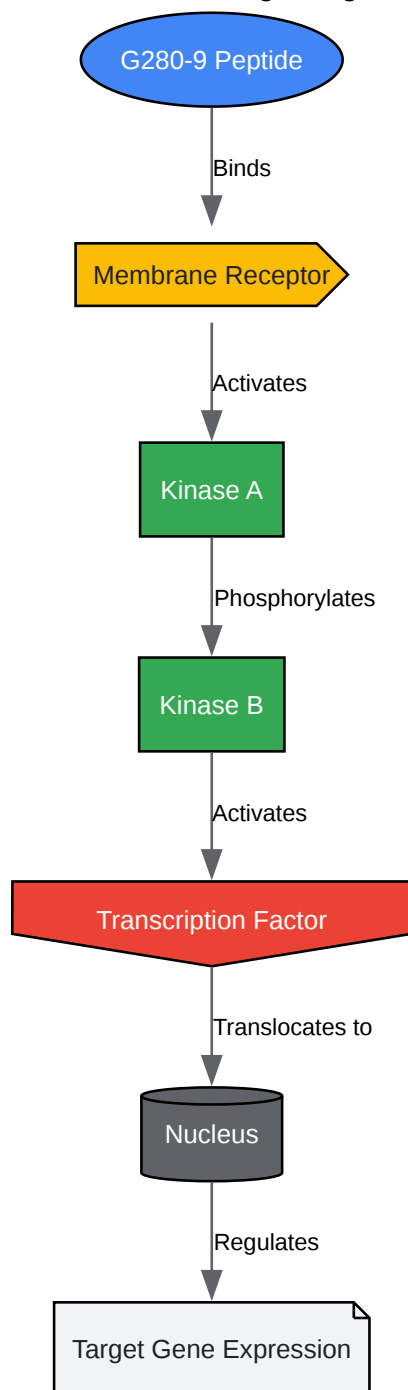 G280-9 Peptide
Binds
Membrane Receptor
Activates
Kinase A
Phosphorylates
Kinase B
Activates
Transcription Factor
Translocates to
Nucleus
Regulates
Target Gene Expression